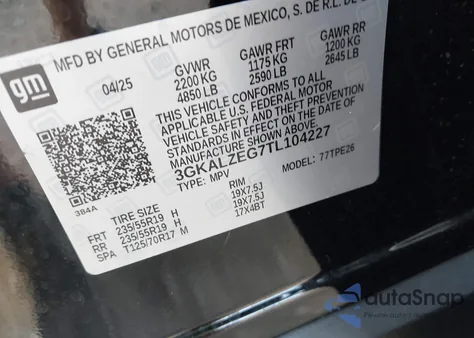 gm
MFD BY GENERAL MOTORS DE MEXICO, S. DE R.L. DE
04/25
GVWR GAWR FRT GAWR RR
2200 KG 1175 KG 1200 KG
4850 LB 2590 LB 2645 LB
THIS VEHICLE CONFORMS TO ALL
APPLICABLE U.S. FEDERAL MOTOR
VEHICLE SAFETY AND THEFT PREVENTION
STANDARDS IN EFFECT ON THE DATE OF
MANUFACTURE SHOWN ABOVE.
3GKALZEG7TL104227
TYPE: MPV MODEL: 77TPE26
3B4A
TIRE SIZE RIM
FRT 235/55R19 H 19X7.5J
RR 235/55R19 H 19X7.5J
SPA T125/70R17 M 17X4BT
autaSnap